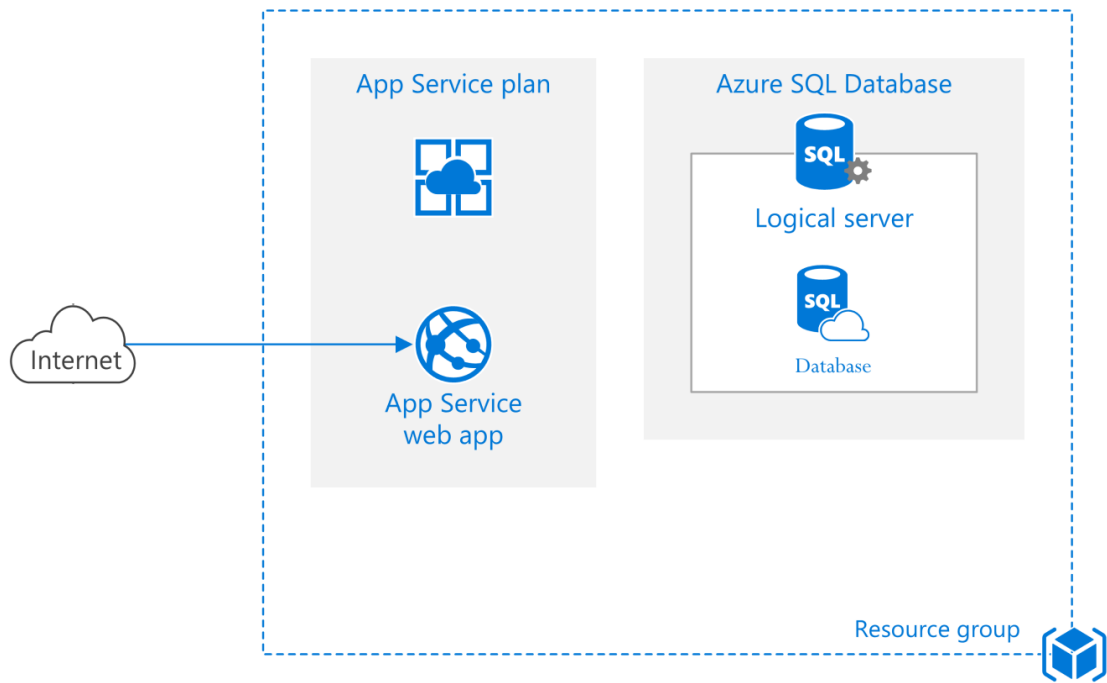 App Service plan
Azure SQL Database
SQL
Logical server
SQL
Database
Internet
App Service
web app
Resource group